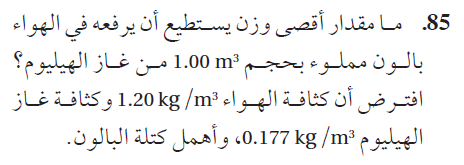 85. ما مقدار أقصى وزن يستطيع أن يرفعه في الهواء
بالون مملوء بحجم 1.00 m³ من غاز الهيليوم؟
افترض أن كثافة الهواء 1.20 kg/m³ وكثافة غاز
الهيليوم 0.177 kg/m³، وأهمل كتلة البالون.